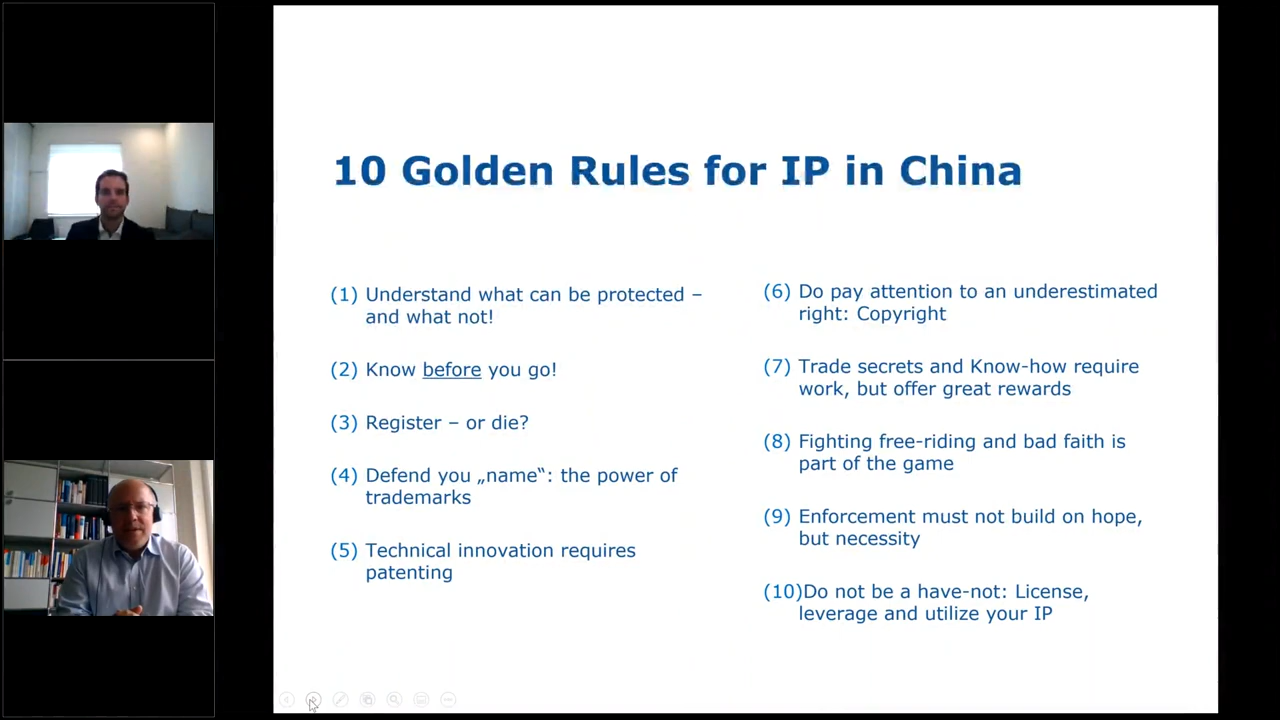 10 Golden Rules for IP in China
(1) Understand what can be protected –
and what not!
(2) Know before you go!
(3) Register – or die?
(4) Defend you „name“: the power of
trademarks
(5) Technical innovation requires
patenting
(6) Do pay attention to an underestimated
right: Copyright
(7) Trade secrets and Know-how require
work, but offer great rewards
(8) Fighting free-riding and bad faith is
part of the game
(9) Enforcement must not build on hope,
but necessity
(10)Do not be a have-not: License,
leverage and utilize your IP